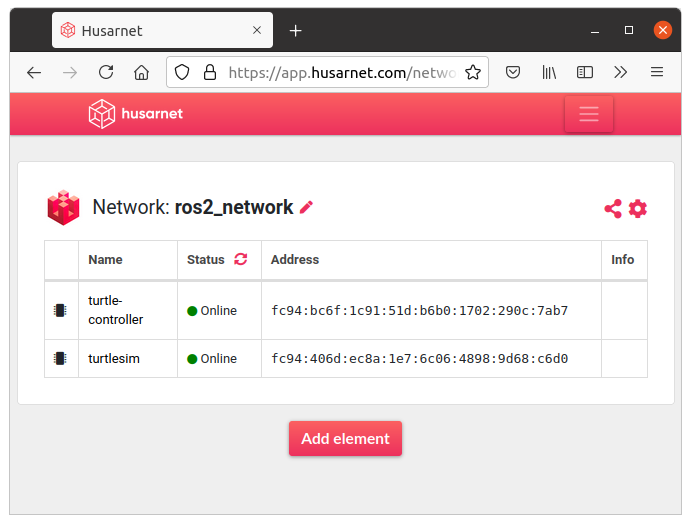 Husarnet
https://app.husarnet.com/netwo
husarnet
Network: ros2_network
Name Status Address Info
turtle-
controller
Online fc94:bc6f:1c91:51d:b6b0:1702:290c:7ab7
turtlesim Online fc94:406d:ec8a:1e7:6c06:4898:9d68:c6d0
Add element